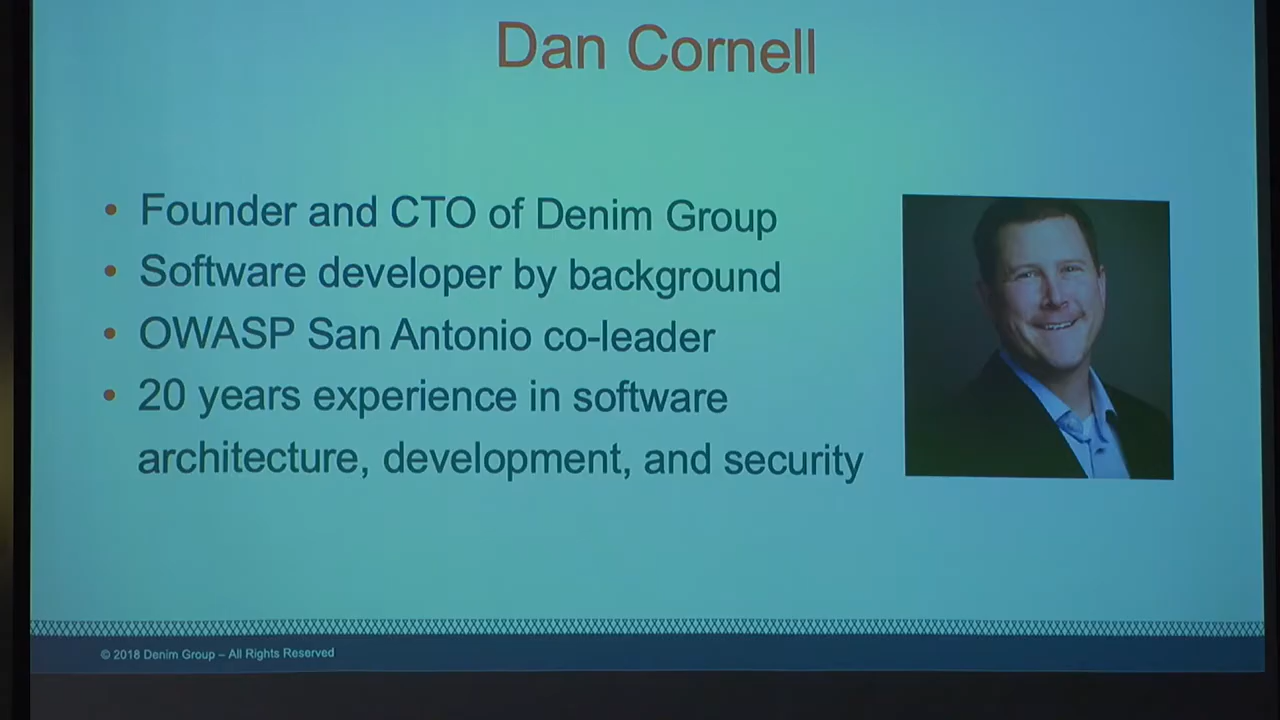 Dan Cornell
• Founder and CTO of Denim Group
• Software developer by background
• OWASP San Antonio co-leader
• 20 years experience in software
architecture, development, and security
© 2018 Denim Group – All Rights Reserved